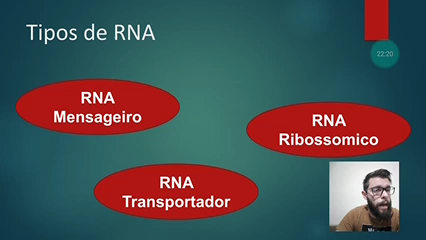 Tipos de RNA
22:20
RNA
Mensageiro
RNA
Ribossomico
RNA
Transportador